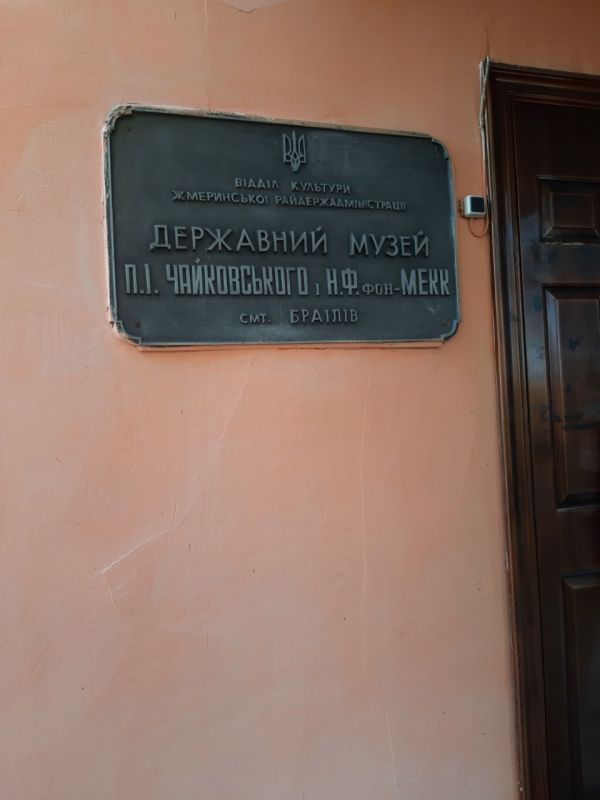 ВІДДІЛ КУЛЬТУРИ
ЖМЕРИНСЬКОЇ РАЙДЕРЖАДМІНІСТРАЦІЇ
ДЕРЖАВНИЙ МУЗЕЙ
П.І. ЧАЙКОВСЬКОГО і Н.Ф. ФОН-МЕКК
СМТ. БРАЇЛІВ